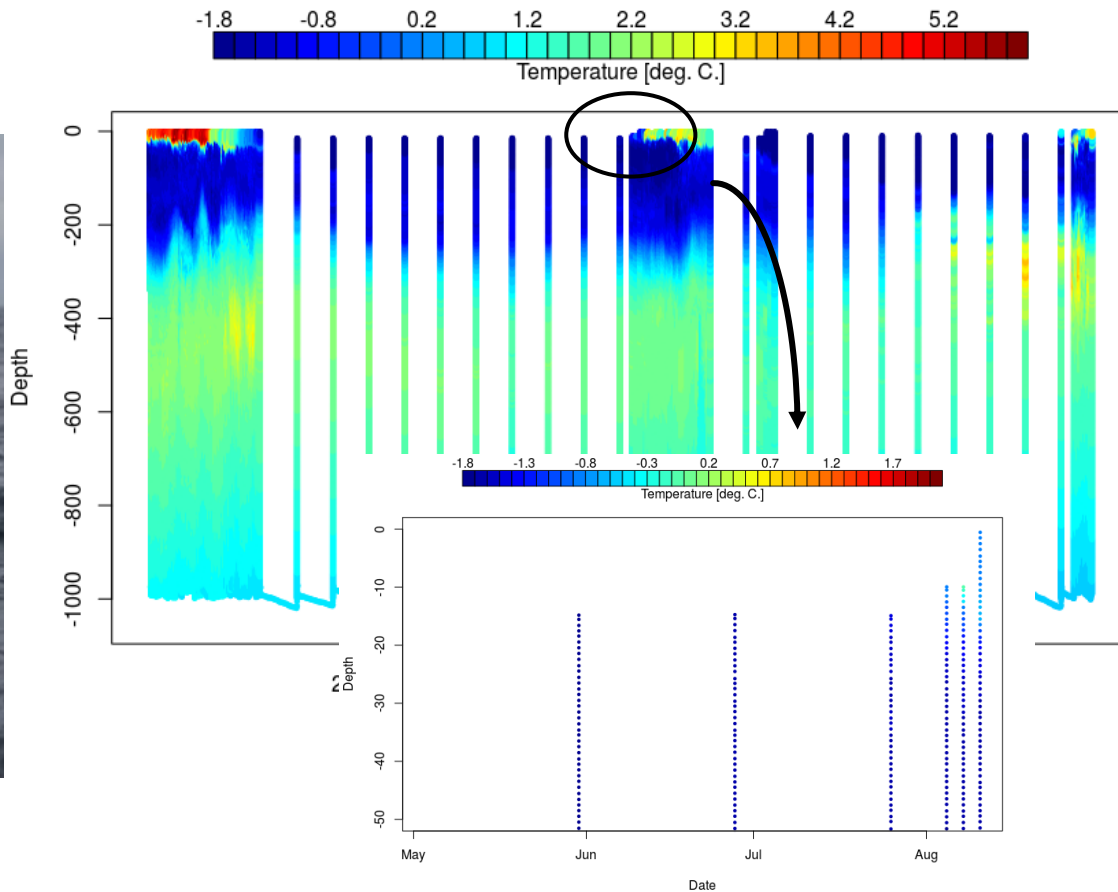 -1.8 -0.8 0.2 1.2 2.2 3.2 4.2 5.2
Temperature [deg. C.]
0
-200
-400
-600
-800
-1000
Depth
-1.8 -1.3 -0.8 -0.3 0.2 0.7 1.2 1.7
Temperature [deg. C.]
0
-10
-20
-30
-40
-50
Depth
May Jun Jul Aug
Date